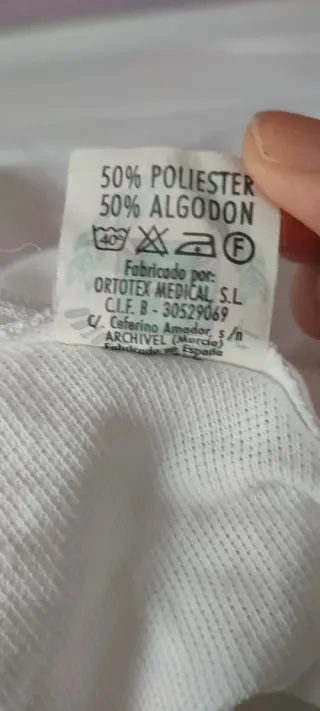 50% POLIESTER
50% ALGODON
40° F
Fabricado por:
ORTOTEX MEDICAL, S.L
C.I.F. B - 30529069
C/. Ceferino Amador, s/n
ARCHIVEL (Murcia)
Fabricado en España